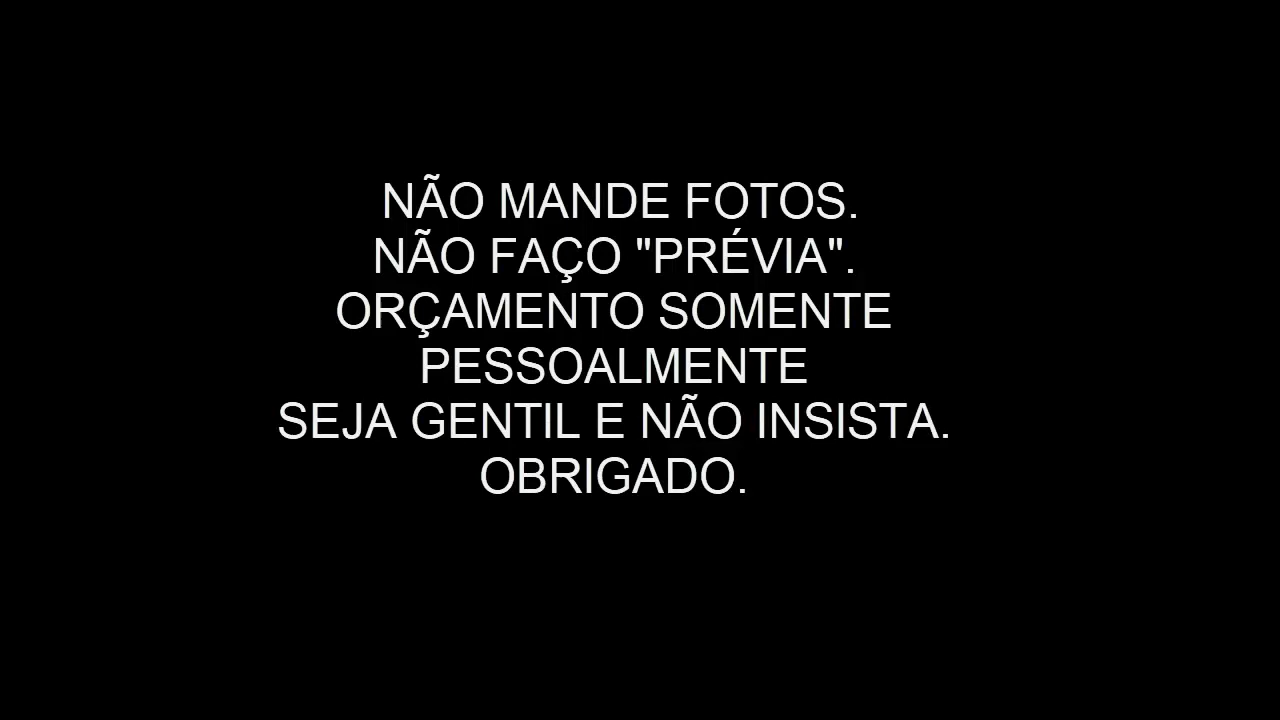 NÃO MANDE FOTOS.
NÃO FAÇO "PRÉVIA".
ORÇAMENTO SOMENTE
PESSOALMENTE
SEJA GENTIL E NÃO INSISTA.
OBRIGADO.